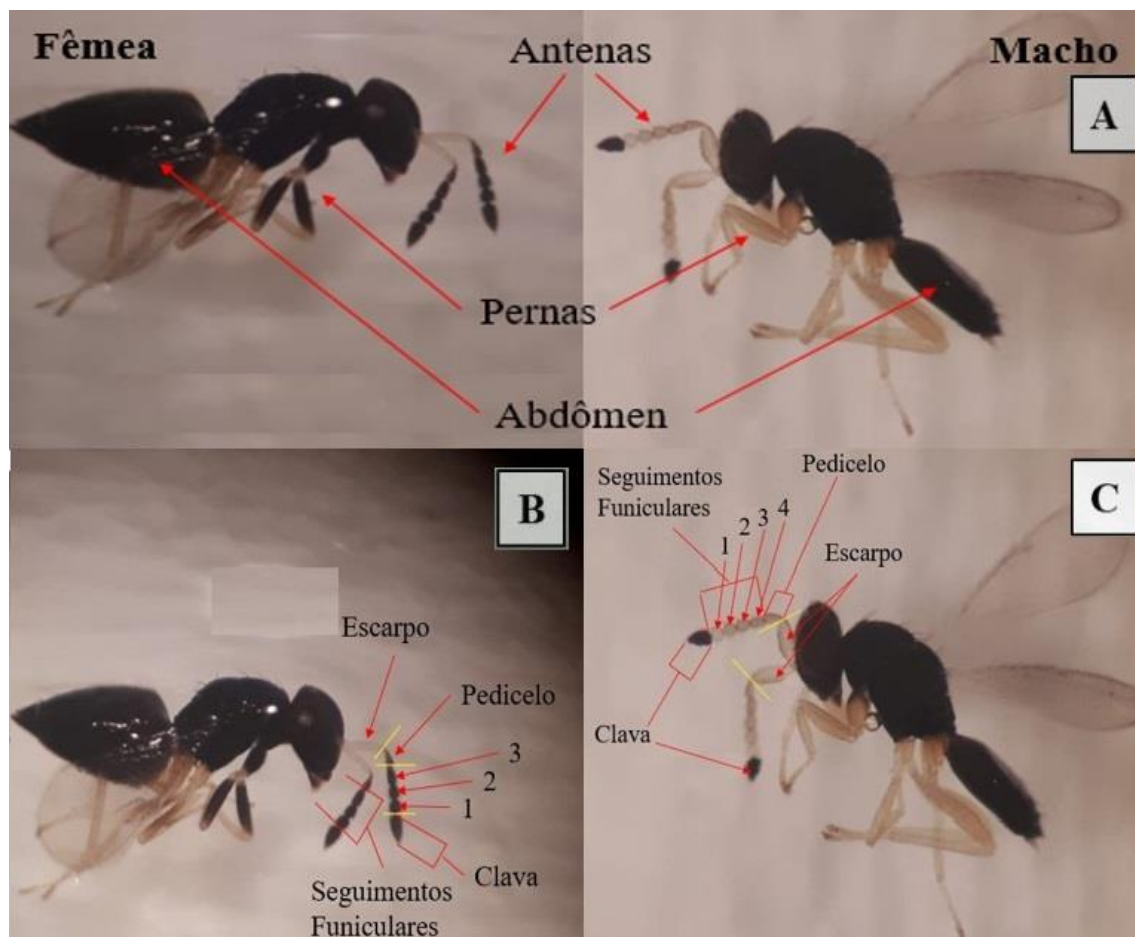 Fêmea
Antenas
Macho
A
Pernas
Abdômen
B
Escarpo
Pedicelo
3
2
1
Clava
Seguimentos
Funiculares
C
Seguimentos
Funiculares
Pedicelo
1
2
3
4
Escarpo
Clava